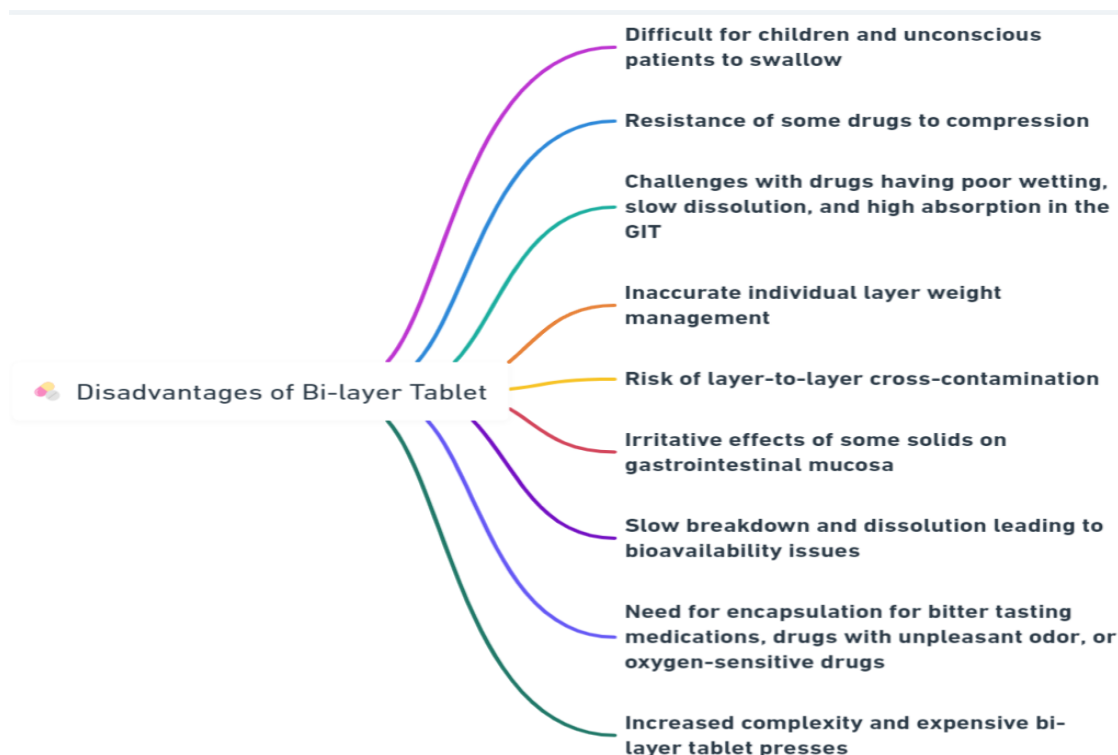 Difficult for children and unconscious
patients to swallow
Resistance of some drugs to compression
Challenges with drugs having poor wetting,
slow dissolution, and high absorption in the
GIT
Inaccurate individual layer weight
management
Disadvantages of Bi-layer Tablet
Risk of layer-to-layer cross-contamination
Irritative effects of some solids on
gastrointestinal mucosa
Slow breakdown and dissolution leading to
bioavailability issues
Need for encapsulation for bitter tasting
medications, drugs with unpleasant odor, or
oxygen-sensitive drugs
Increased complexity and expensive bi-
layer tablet presses